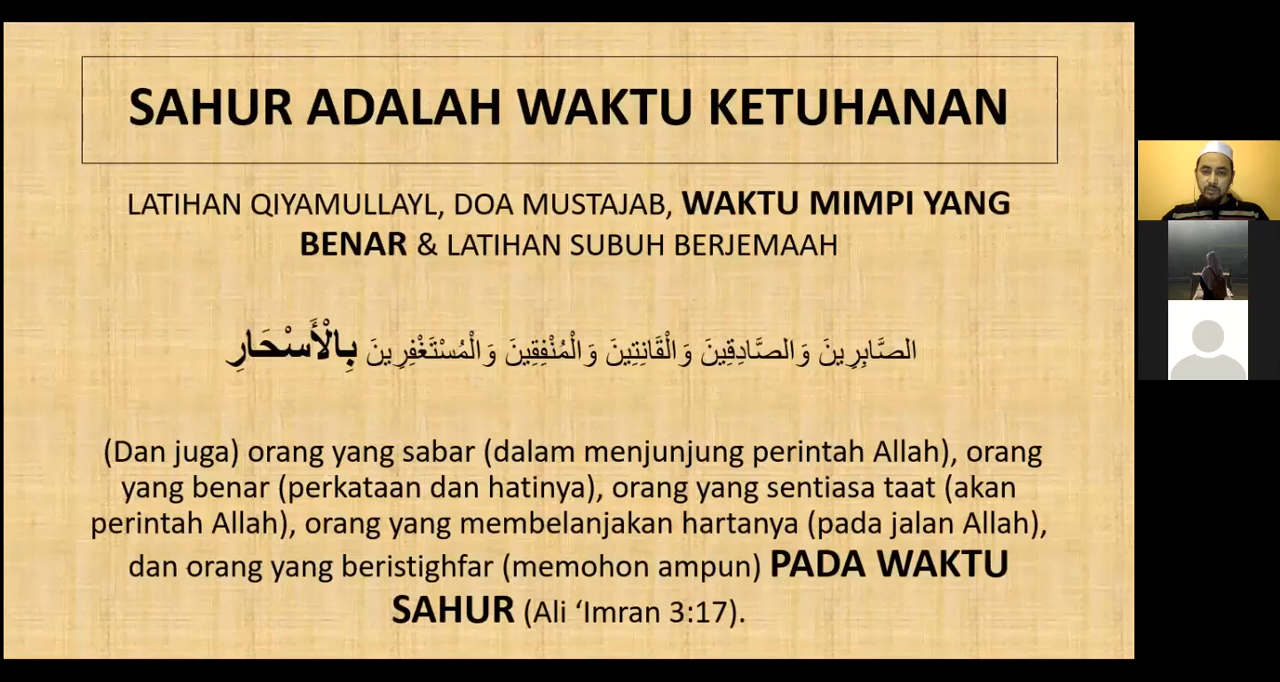 SAHUR ADALAH WAKTU KETUHANAN
LATIHAN QIYAMULLAYL, DOA MUSTAJAB, WAKTU MIMPI YANG
BENAR & LATIHAN SUBUH BERJEMAAH
الصَّابِرِينَ وَالصَّادِقِينَ وَالْقَانِتِينَ وَالْمُنْفِقِينَ وَالْمُسْتَغْفِرِينَ بِالْأَسْحَارِ
(Dan juga) orang yang sabar (dalam menjunjung perintah Allah), orang
yang benar (perkataan dan hatinya), orang yang sentiasa taat (akan
perintah Allah), orang yang membelanjakan hartanya (pada jalan Allah),
dan orang yang beristighfar (memohon ampun) PADA WAKTU
SAHUR (Ali ‘Imran 3:17).